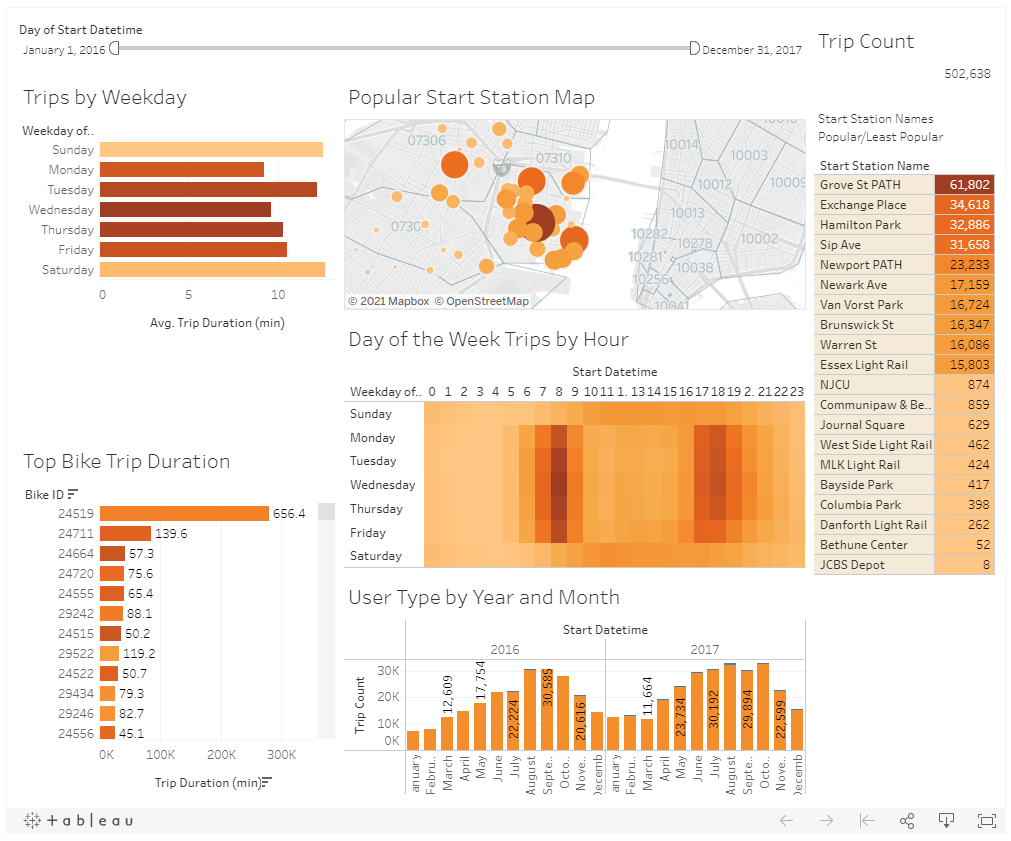 Day of Start Datetime
January 1, 2016 December 31, 2017
Trip Count
502,638
Trips by Weekday
Weekday of..
Sunday
Monday
Tuesday
Wednesday
Thursday
Friday
Saturday
0 5 10
Avg. Trip Duration (min)
Popular Start Station Map
07306
07310
0730
10014
10003
10012
10009
10013
10282
10278
10002
10281
10038
10256
10041
© 2021 Mapbox © OpenStreetMap
Start Station Names
Popular/Least Popular
Start Station Name
Grove St PATH 61,802
Exchange Place 34,618
Hamilton Park 32,886
Sip Ave 31,658
Newport PATH 23,233
Newark Ave 17,159
Van Vorst Park 16,724
Brunswick St 16,347
Warren St 16,086
Essex Light Rail 15,803
NJCU 874
Communipaw & Be.. 859
Journal Square 629
West Side Light Rail 462
MLK Light Rail 424
Bayside Park 417
Columbia Park 398
Danforth Light Rail 262
Bethune Center 52
JCBS Depot 8
Day of the Week Trips by Hour
Start Datetime
Weekday of.. 0 1 2 3 4 5 6 7 8 9 10 11 1. 13 14 15 16 17 18 19 2. 21 22 23
Sunday
Monday
Tuesday
Wednesday
Thursday
Friday
Saturday
Top Bike Trip Duration
Bike ID
24519 656.4
24711 139.6
24664 57.3
24720 75.6
24555 65.4
29242 88.1
24515 50.2
29522 119.2
24522 50.7
29434 79.3
29246 82.7
24556 45.1
0K 100K 200K 300K
Trip Duration (min)
User Type by Year and Month
Start Datetime
2016 2017
Trip Count
30K
20K
10K
0K
12,609 17,754 22,224 30,585 20,616 11,664 23,734 30,192 29,894 22,599
anuary Febru.. March April May June July August Septe.. Octo.. Nove.. Decemb anuary Febru.. March April May June July August Septe.. Octo.. Nove.. Decemb
+ableau